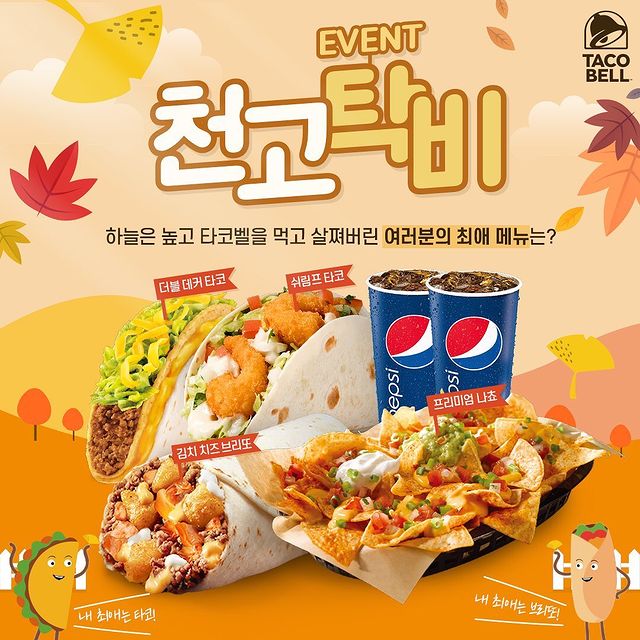 EVENT
천고탁비
TACO
BELL
하늘은 높고 타코벨을 먹고 살쪄버린 여러분의 최애 메뉴는?
더블 데커 타코
쉬림프 타코
pepsi
pepsi
프리미엄 나쵸
김치 치즈 브리또
내 최애는 타코!
내 최애는 브리또!